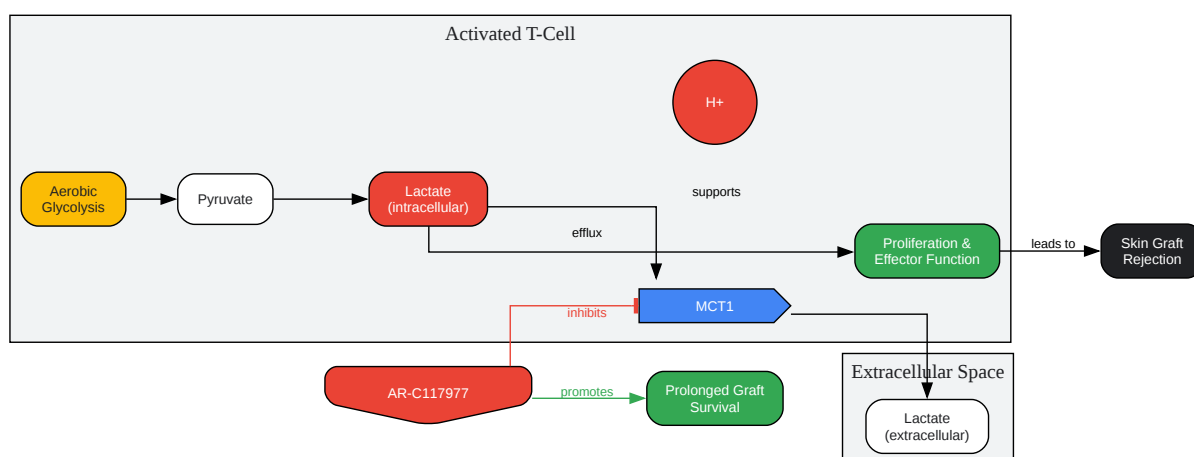 Activated T-Cell
H+
Aerobic
Glycolysis
Pyruvate
Lactate
(intracellular)
supports
efflux
Proliferation &
Effector Function
leads to
Skin Graft
Rejection
MCT1
inhibits
AR-C117977
promotes
Prolonged Graft
Survival
Extracellular Space
Lactate
(extracellular)